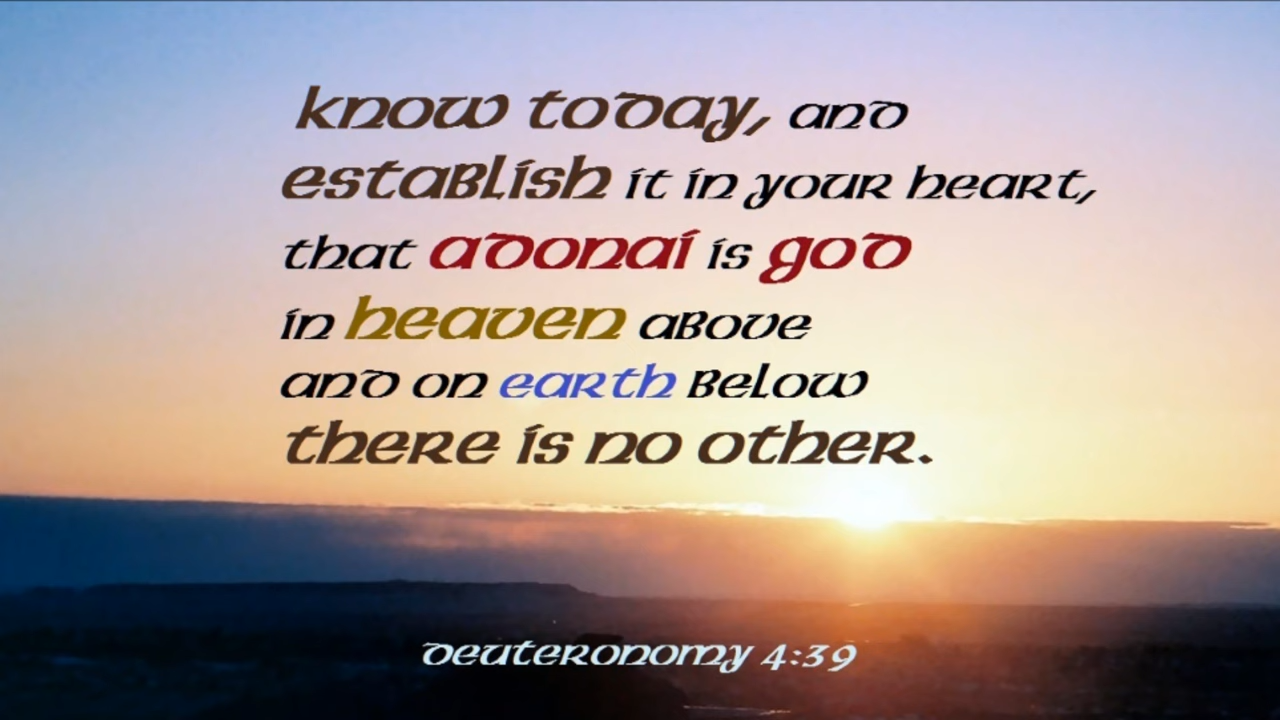 know today, and
establish it in your heart,
that adonai is god
in heaven above
and on earth below
there is no other.
deuteronomy 4:39